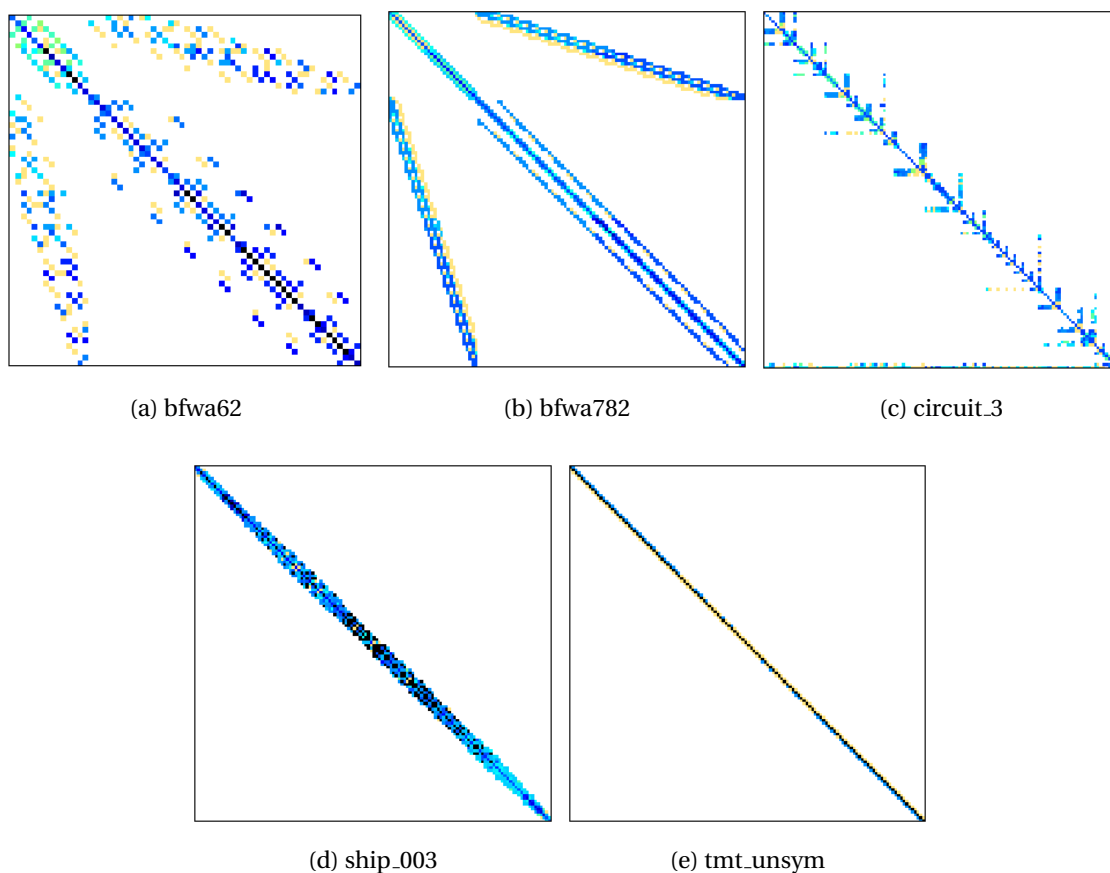 (a) bfwa62
(b) bfwa782
(c) circuit_3
(d) ship_003
(e) tmt_unsym